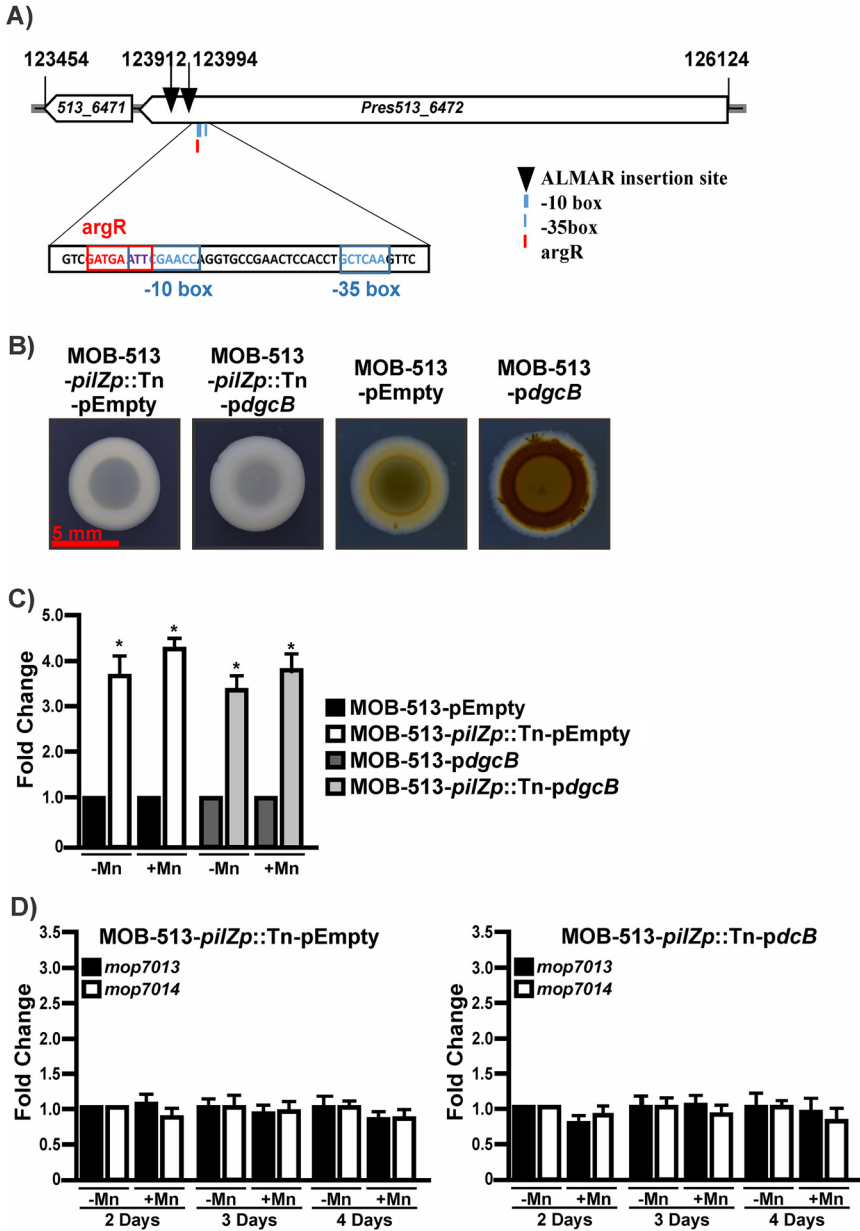 A)
123454 123912 123994 126124
513_6471 Pres513_6472
ALMAR insertion site
-10 box
-35box
argR
argR
GTCGATGAATTCGAACCAGGTGCCGAACTCCACCTGCTCAAGTTC
-10 box -35 box
B)
MOB-513
-pilZp::Tn
-pEmpty
MOB-513
-pilZp::Tn
-pdgcB
MOB-513
-pEmpty
MOB-513
-pdgcB
5 mm
C)
Fold Change
5.0
4.0
3.0
2.0
1.0
0
* * * *
-Mn +Mn -Mn +Mn
MOB-513-pEmpty
MOB-513-pilZp::Tn-pEmpty
MOB-513-pdgcB
MOB-513-pilZp::Tn-pdgcB
D)
MOB-513-pilZp::Tn-pEmpty
mop7013
mop7014
Fold Change
3.5
3.0
2.5
2.0
1.5
1.0
0.5
0
-Mn +Mn -Mn +Mn -Mn +Mn
2 Days 3 Days 4 Days
MOB-513-pilZp::Tn-pdcB
mop7013
mop7014
Fold Change
3.5
3.0
2.5
2.0
1.5
1.0
0.5
0
-Mn +Mn -Mn +Mn -Mn +Mn
2 Days 3 Days 4 Days